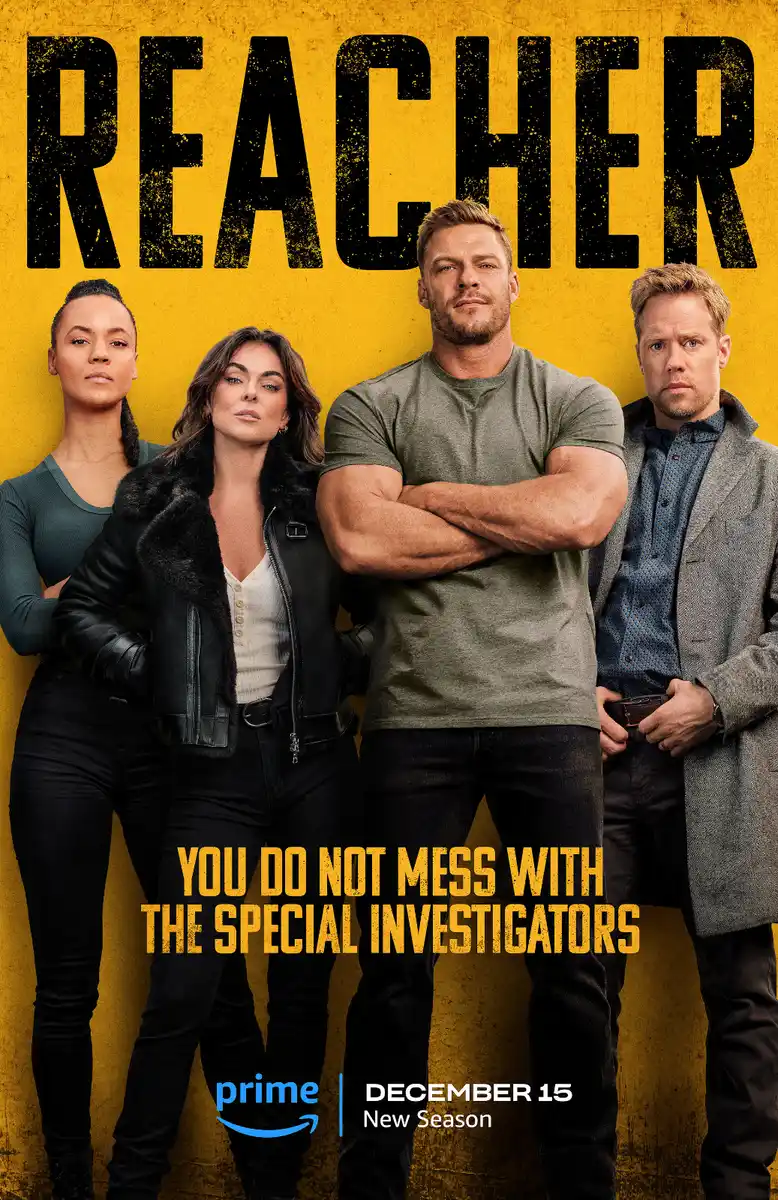 REACHER
YOU DO NOT MESS WITH
THE SPECIAL INVESTIGATORS
prime
DECEMBER 15
New Season